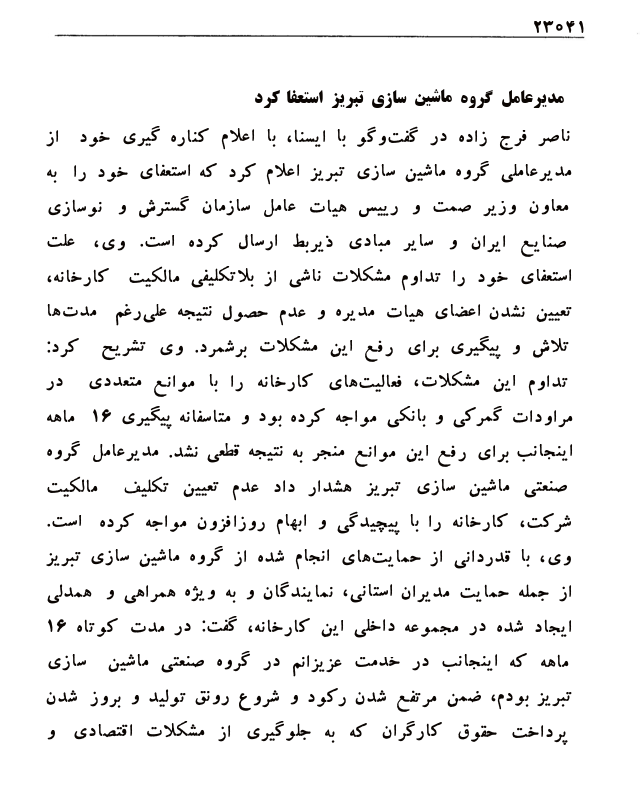 ۲۳۰۴۱
مدیرعامل گروه ماشین سازی تبریز استعفا کرد
ناصر فرج زاده در گفت‌وگو با ایسنا، با اعلام کناره گیری خود از
مدیرعاملی گروه ماشین سازی تبریز اعلام کرد که استعفای خود را به
معاون وزیر صمت و رییس هیات عامل سازمان گسترش و نوسازی
صنایع ایران و سایر مبادی ذیربط ارسال کرده است. وی، علت
استعفای خود را تداوم مشکلات ناشی از بلاتکلیفی مالکیت کارخانه،
تعیین نشدن اعضای هیات مدیره و عدم حصول نتیجه علی‌رغم مدت‌ها
تلاش و پیگیری برای رفع این مشکلات برشمرد. وی تشریح کرد:
تداوم این مشکلات، فعالیت‌های کارخانه را با موانع متعددی در
مراودات گمرکی و بانکی مواجه کرده بود و متاسفانه پیگیری ۱۶ ماهه
اینجانب برای رفع این موانع منجر به نتیجه قطعی نشد. مدیرعامل گروه
صنعتی ماشین سازی تبریز هشدار داد عدم تعیین تکلیف مالکیت
شرکت، کارخانه را با پیچیدگی و ابهام روزافزون مواجه کرده است.
وی، با قدردانی از حمایت‌های انجام شده از گروه ماشین سازی تبریز
از جمله حمایت مدیران استانی، نمایندگان و به ویژه همراهی و همدلی
ایجاد شده در مجموعه داخلی این کارخانه، گفت: در مدت کوتاه ۱۶
ماهه که اینجانب در خدمت عزیزانم در گروه صنعتی ماشین سازی
تبریز بودم، ضمن مرتفع شدن رکود و شروع رونق تولید و بروز شدن
پرداخت حقوق کارگران که به جلوگیری از مشکلات اقتصادی و